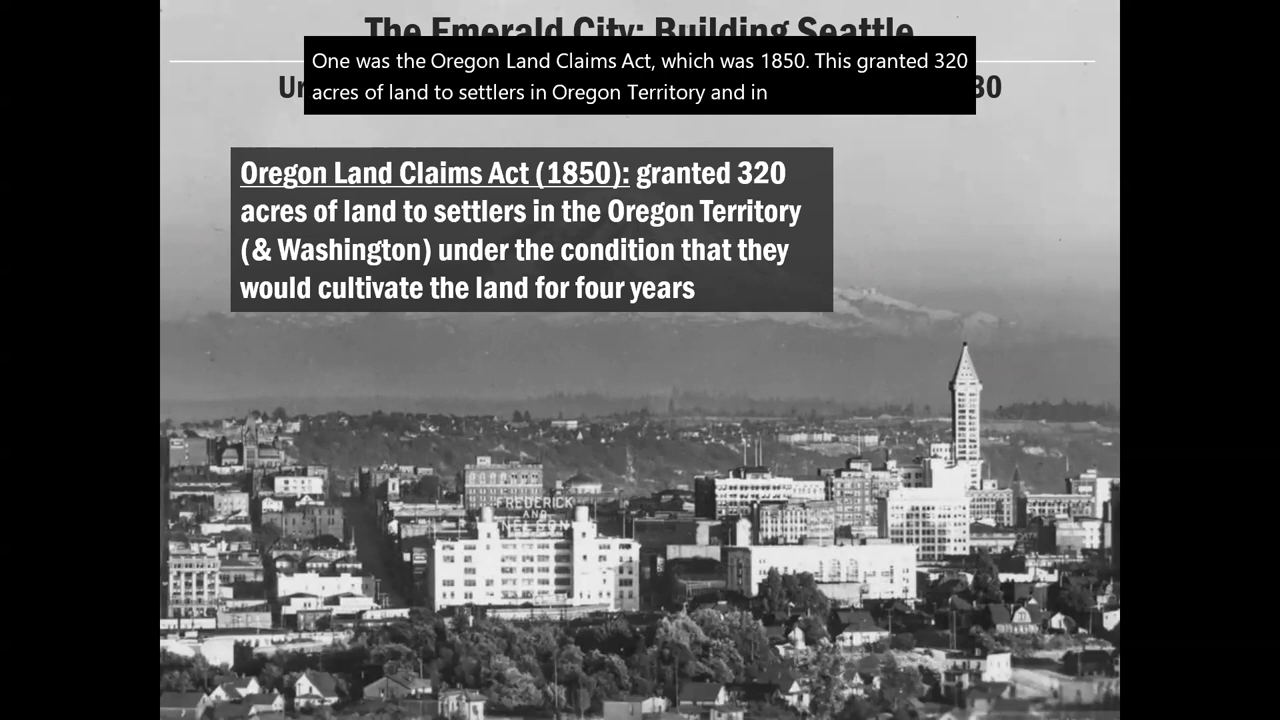 The Emerald City: Building Seattle
One was the Oregon Land Claims Act, which was 1850. This granted 320
acres of land to settlers in Oregon Territory and in
Oregon Land Claims Act (1850): granted 320
acres of land to settlers in the Oregon Territory
(& Washington) under the condition that they
would cultivate the land for four years
FREDERICK
AND
NELSON